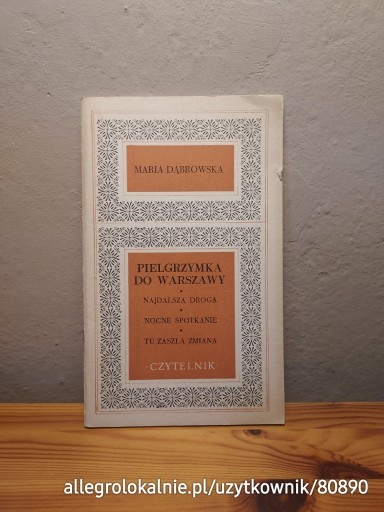 MARIA DĄBROWSKA
PIELGRZYMKA
DO WARSZAWY
•
NAJDALSZA DROGA
•
NOCNE SPOTKANIE
•
TU ZASZŁA ZMIANA
·CZYTELNIK·
allegrolokalnie.pl/uzytkownik/80890